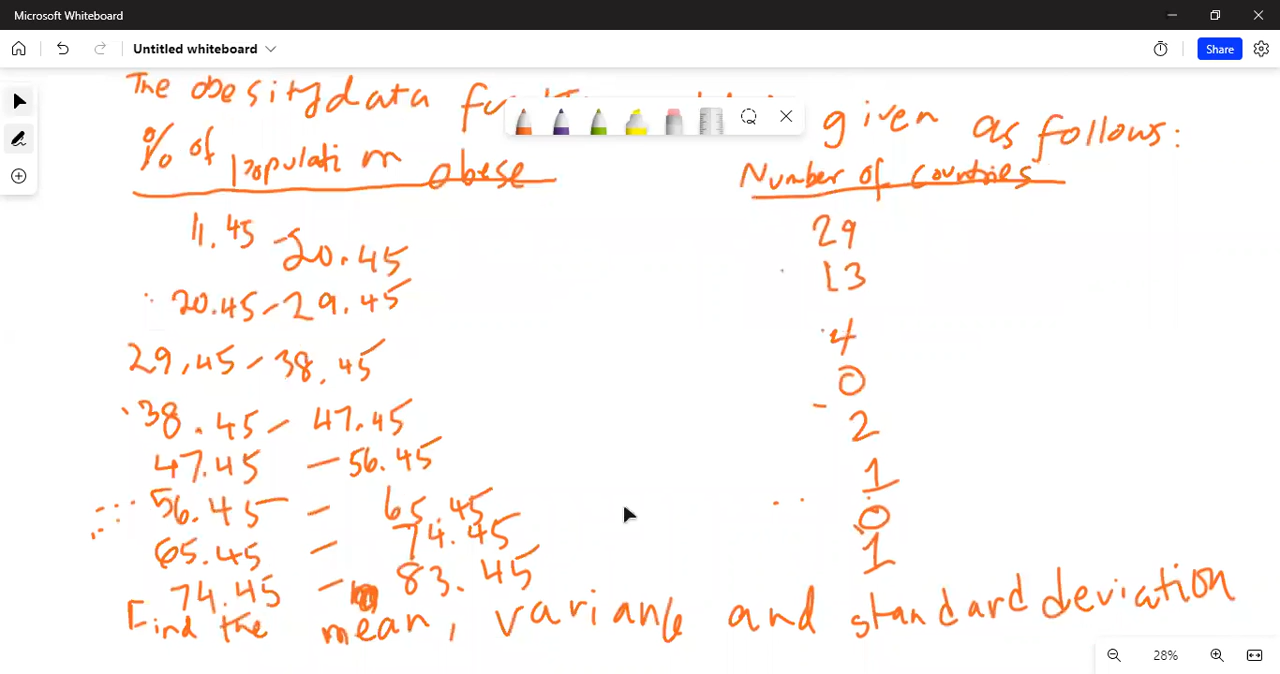 Microsoft Whiteboard
Untitled whiteboard
Share
The obesity data given as follows:
% of population obese Number of countries
11.45 - 20.45 29
20.45 - 29.45 13
29.45 - 38.45 4
38.45 - 47.45 0
47.45 - 56.45 2
56.45 - 65.45 1
65.45 - 74.45 0
74.45 - 83.45 1
Find the mean, variance and standard deviation
28%